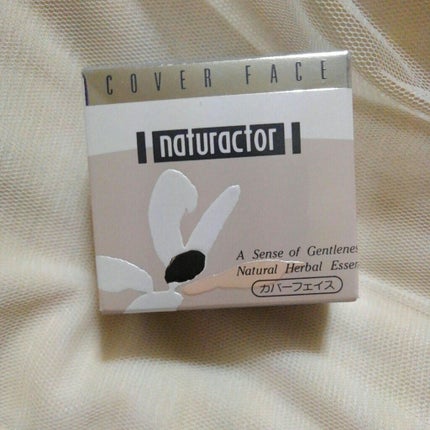 COVER FACE
naturactor
A Sense of Gentlenes
Natural Herbal Essen
カバーフェイス